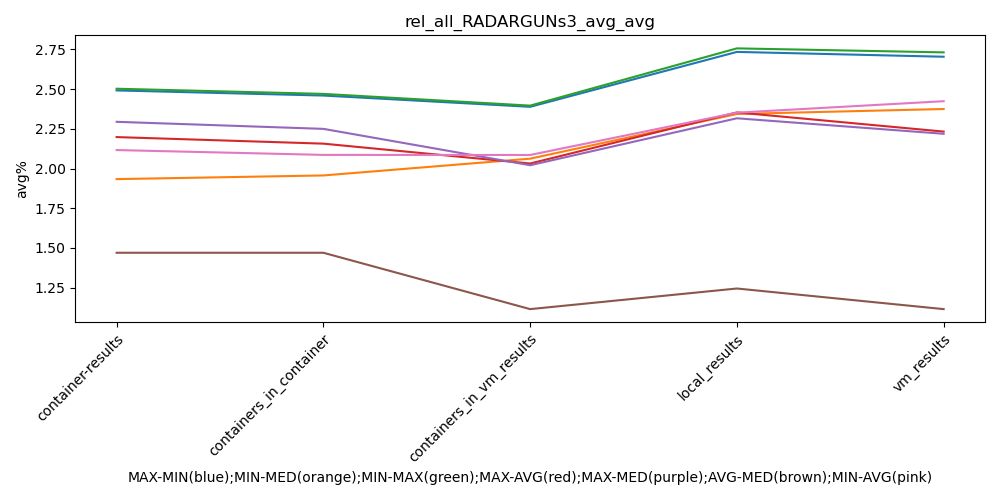 rel_all_RADARGUNs3_avg_avg
2.75
2.50
2.25
2.00
1.75
1.50
1.25
avg%
container-results
containers_in_container
containers_in_vm_results
local_results
vm_results
MAX-MIN(blue);MIN-MED(orange);MIN-MAX(green);MAX-AVG(red);MAX-MED(purple);AVG-MED(brown);MIN-AVG(pink)